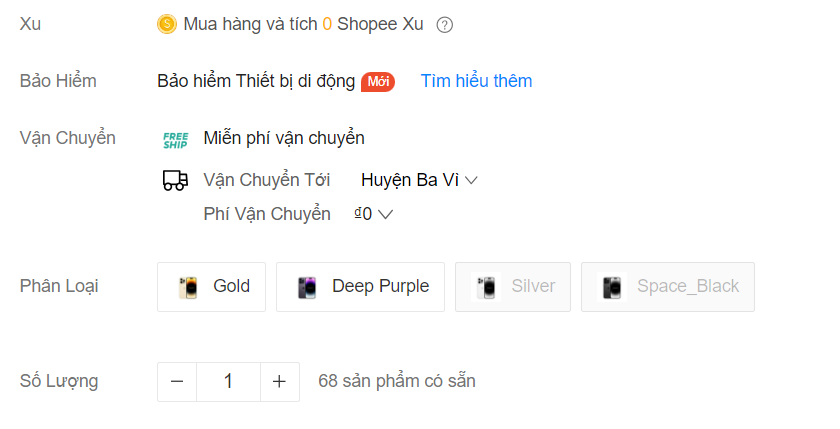 Xu Mua hàng và tích 0 Shopee Xu ?
Bảo Hiểm Bảo hiểm Thiết bị di động Mới Tìm hiểu thêm
Vận Chuyển FREE SHIP Miễn phí vận chuyển
Vận Chuyển Tới Huyện Ba Vì
Phí Vận Chuyển ₫0
Phân Loại Gold Deep Purple Silver Space_Black
Số Lượng − 1 + 68 sản phẩm có sẵn